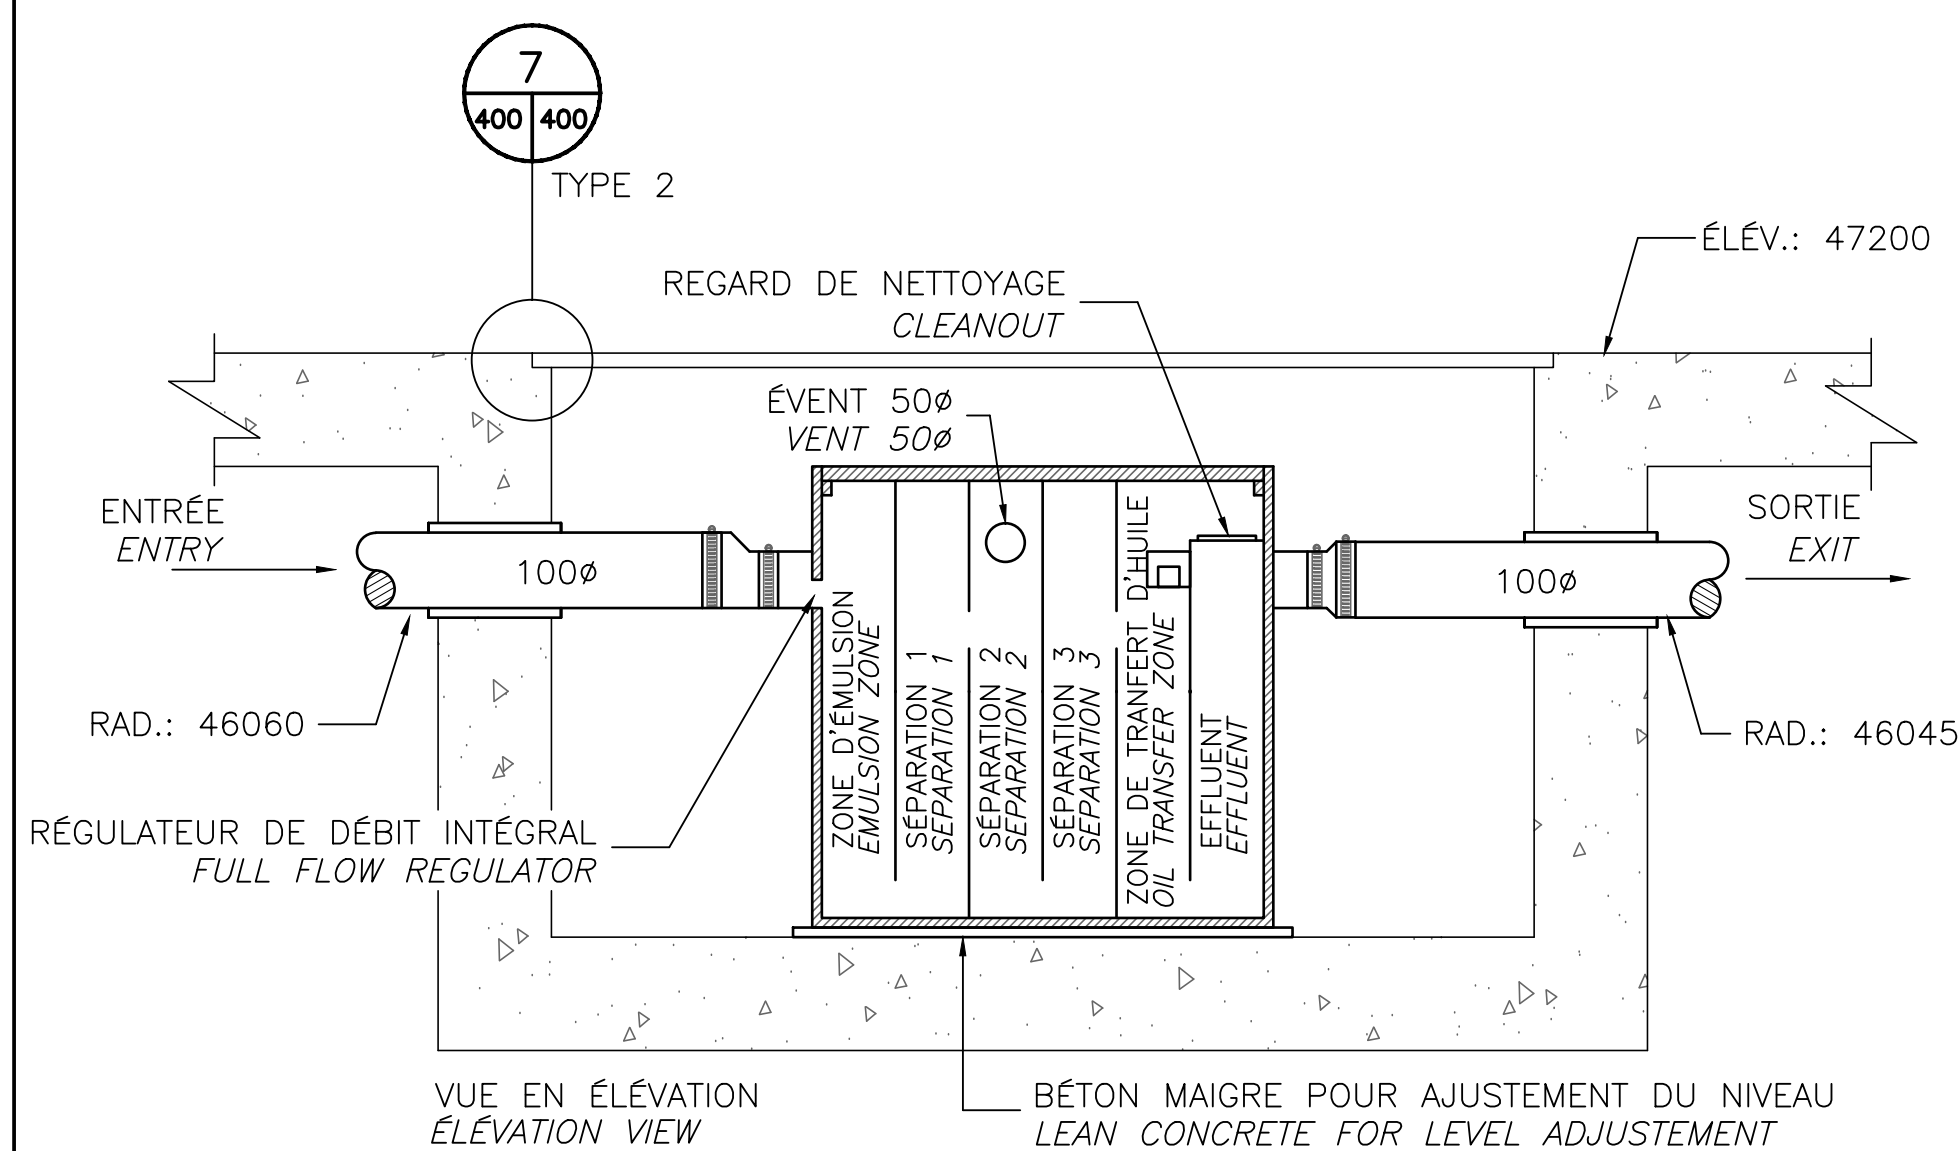 7
400 400
TYPE 2
ÉLÉV.: 47200
REGARD DE NETTOYAGE
CLEANOUT
ÉVENT 50ø
VENT 50ø
ENTRÉE
ENTRY
SORTIE
EXIT
100ø
100ø
RAD.: 46060
RAD.: 46045
ZONE D'ÉMULSION
EMULSION ZONE
SÉPARATION 1
SEPARATION 1
SÉPARATION 2
SEPARATION 2
SÉPARATION 3
SEPARATION 3
ZONE DE TRANFERT D'HUILE
OIL TRANSFER ZONE
EFFLUENT
EFFLUENT
RÉGULATEUR DE DÉBIT INTÉGRAL
FULL FLOW REGULATOR
VUE EN ÉLÉVATION
ÉLÉVATION VIEW
BÉTON MAIGRE POUR AJUSTEMENT DU NIVEAU
LEAN CONCRETE FOR LEVEL ADJUSTEMENT